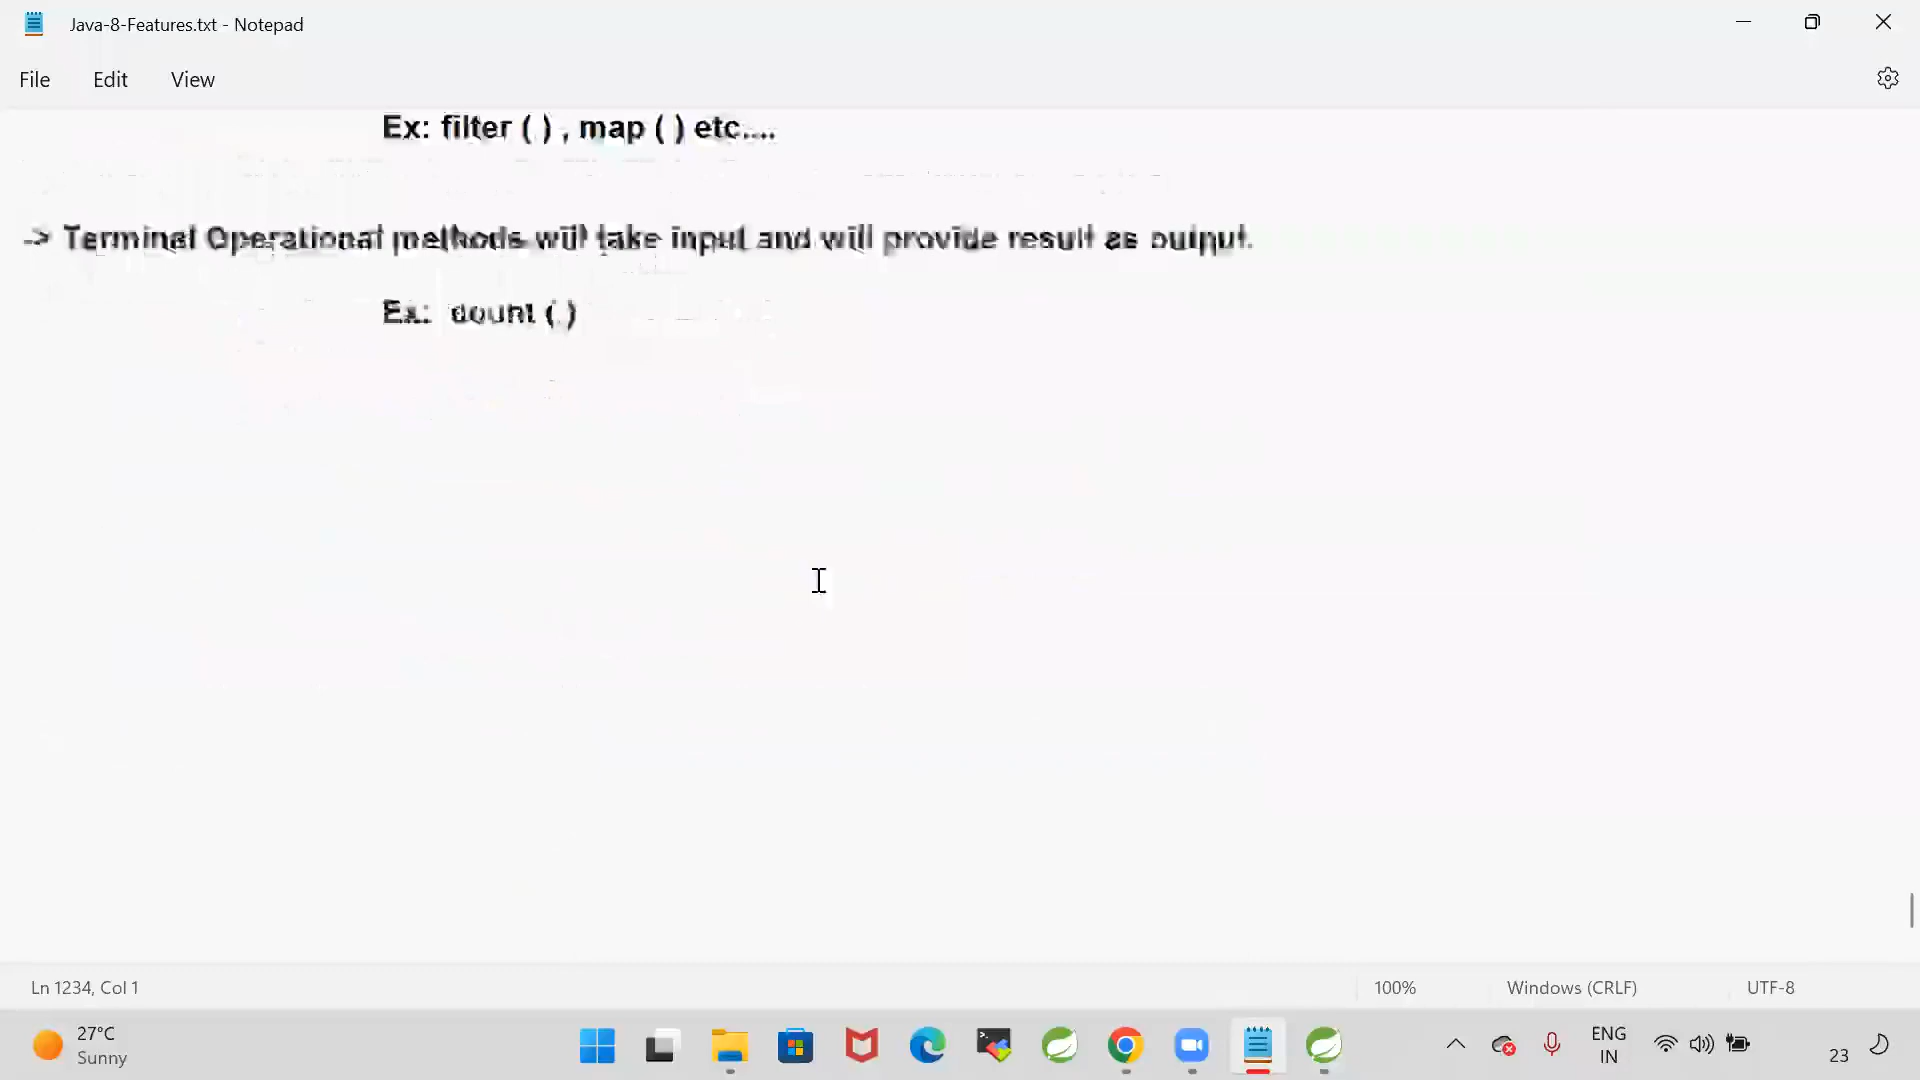 Java-8-Features.txt - Notepad
File Edit View
Ex: filter ( ) , map ( ) etc....
-> Terminal Operational methods will take input and will provide result as output.
Ex: count ( )
Ln 1234, Col 1
100%
Windows (CRLF)
UTF-8
27°C
Sunny
ENG
IN
23